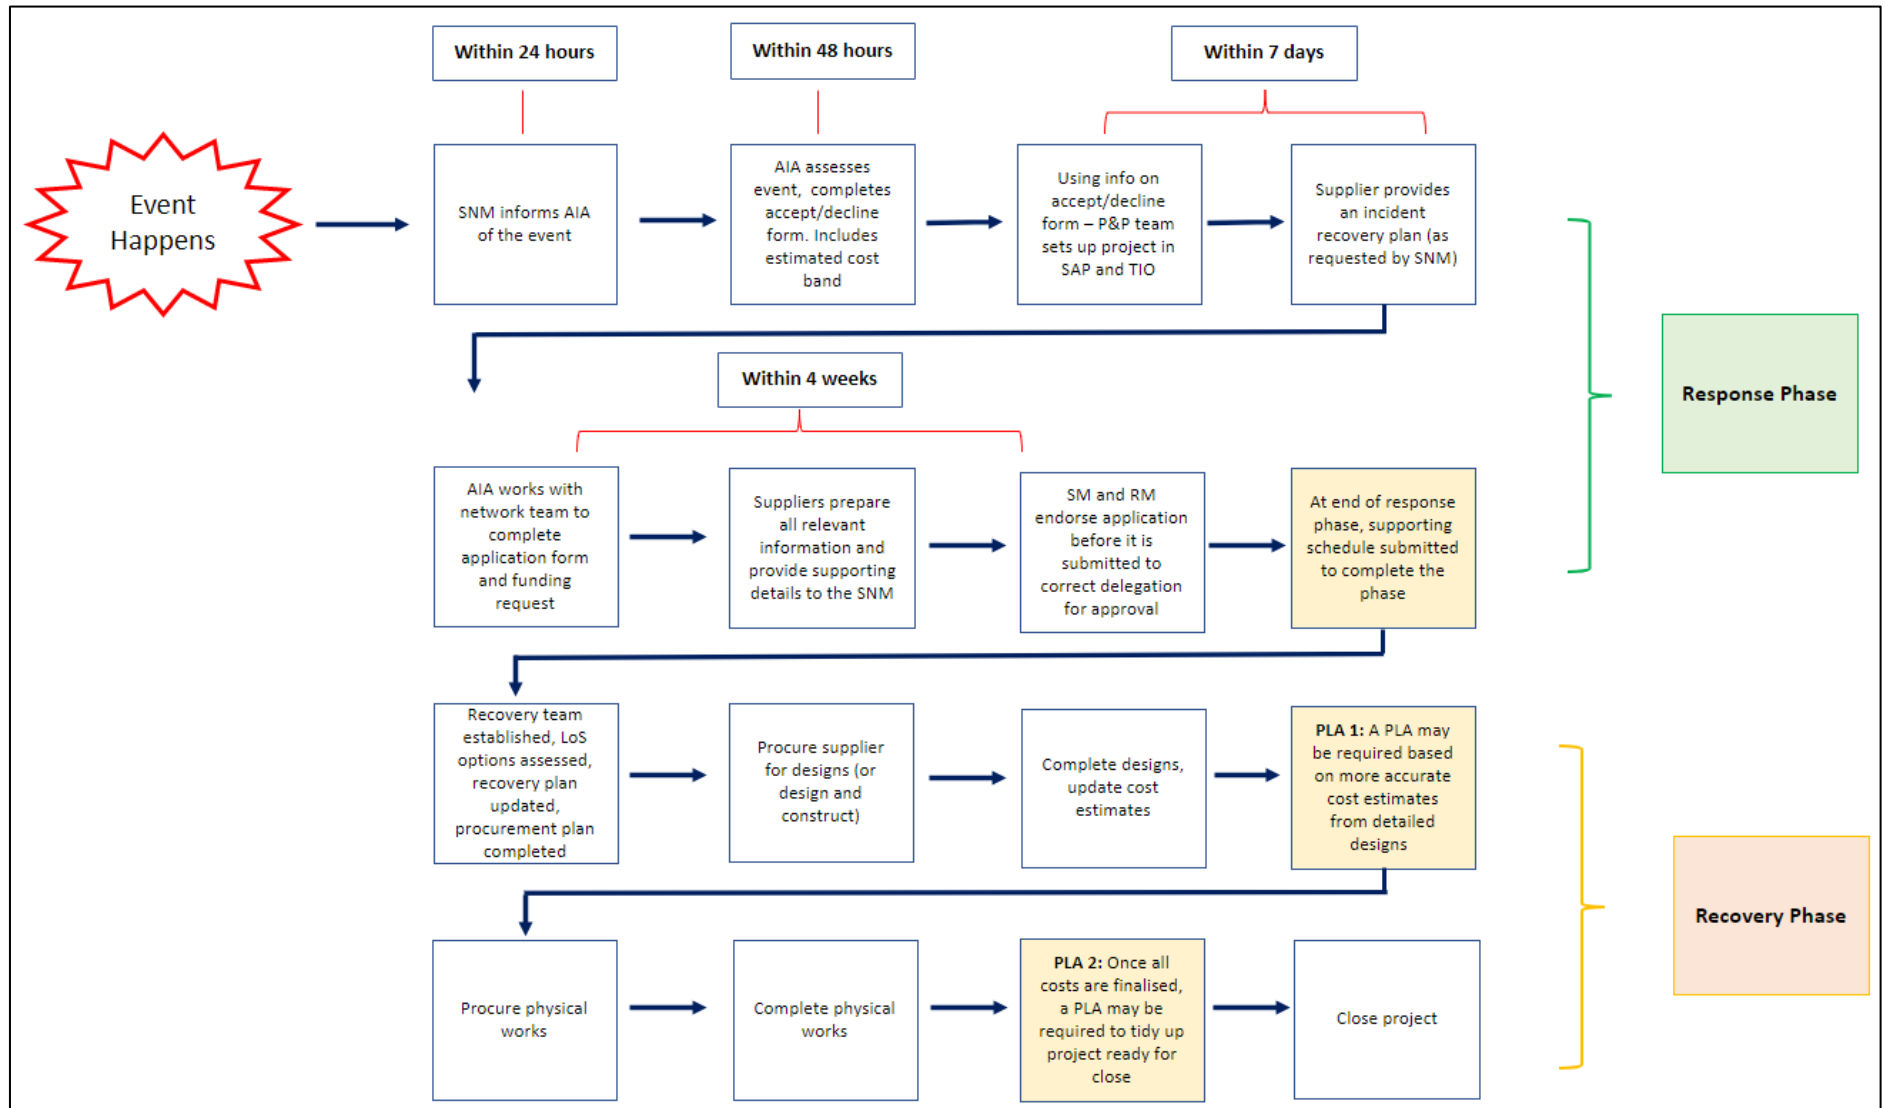 Within 24 hours
Within 48 hours
Within 7 days
Event
Happens
SNM informs AIA
of the event
AIA assesses
event, completes
accept/decline
form. Includes
estimated cost
band
Using info on
accept/decline
form – P&P team
sets up project in
SAP and TIO
Supplier provides
an incident
recovery plan (as
requested by SNM)
Within 4 weeks
Response Phase
AIA works with
network team to
complete
application form
and funding
request
Suppliers prepare
all relevant
information and
provide supporting
details to the SNM
SM and RM
endorse application
before it is
submitted to
correct delegation
for approval
At end of response
phase, supporting
schedule submitted
to complete the
phase
Recovery team
established, LoS
options assessed,
recovery plan
updated,
procurement plan
completed
Procure supplier
for designs (or
design and
construct)
Complete designs,
update cost
estimates
PLA 1: A PLA may
be required based
on more accurate
cost estimates
from detailed
designs
Recovery Phase
Procure physical
works
Complete physical
works
PLA 2: Once all
costs are finalised,
a PLA may be
required to tidy up
project ready for
close
Close project